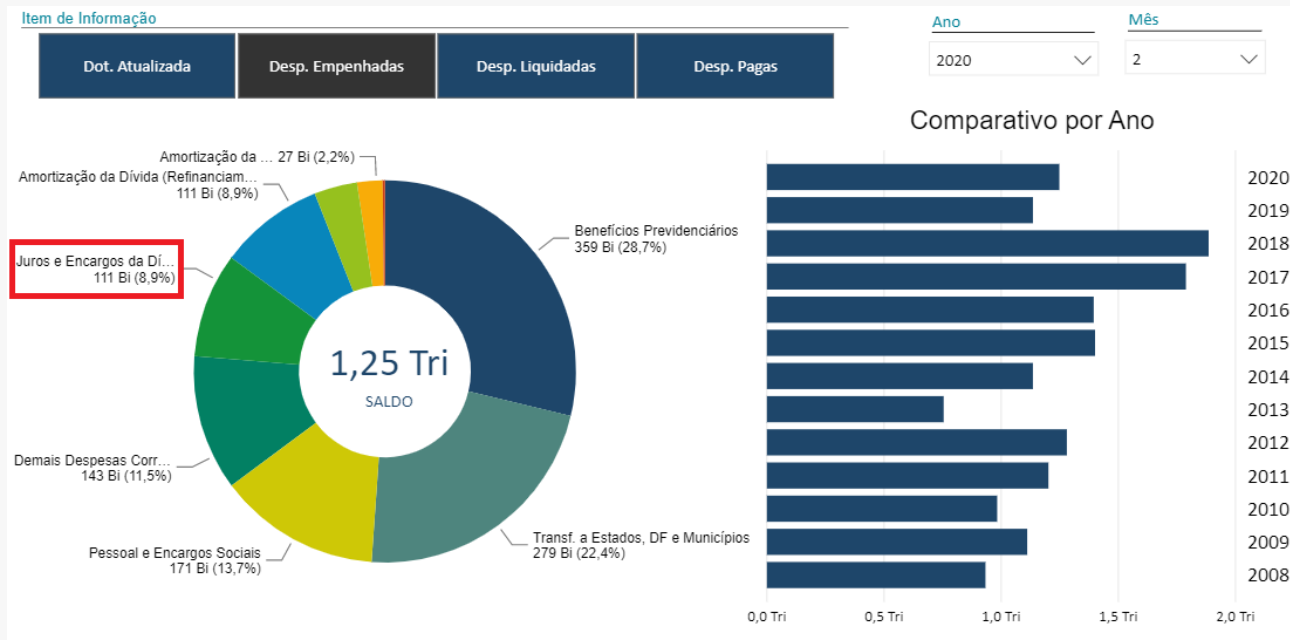 Item de Informação
Dot. Atualizada
Desp. Empenhadas
Desp. Liquidadas
Desp. Pagas
Ano
2020
Mês
2
Amortização da ... 27 Bi (2,2%)
Amortização da Dívida (Refinanciam...
111 Bi (8,9%)
Juros e Encargos da Dí...
111 Bi (8,9%)
Demais Despesas Corr...
143 Bi (11,5%)
Pessoal e Encargos Sociais
171 Bi (13,7%)
Benefícios Previdenciários
359 Bi (28,7%)
Transf. a Estados, DF e Municípios
279 Bi (22,4%)
1,25 Tri
SALDO
Comparativo por Ano
2020
2019
2018
2017
2016
2015
2014
2013
2012
2011
2010
2009
2008
0,0 Tri
0,5 Tri
1,0 Tri
1,5 Tri
2,0 Tri